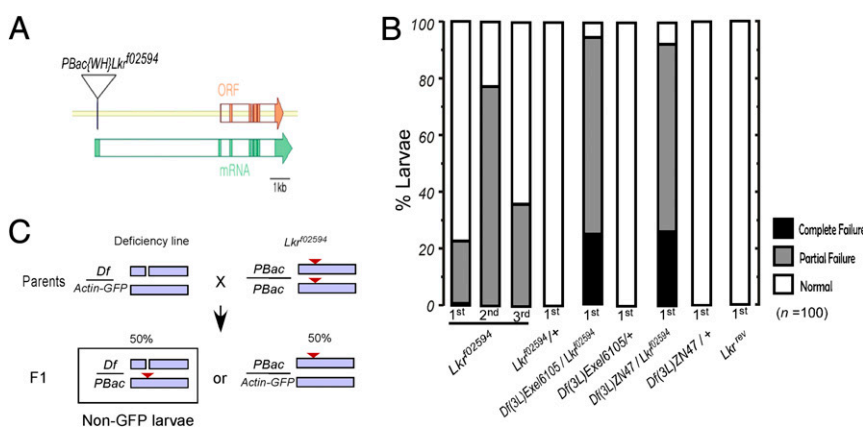 A
PBac{WH}Lkr^f02594
ORF
mRNA
1kb
B
% Larvae
100
80
60
40
20
0
1st 2nd 3rd 1st 1st 1st 1st 1st 1st
Lkr^f02594
Lkr^f02594/+
Df(3L)Exel6105 / Lkr^f02594
Df(3L)Exel6105/+
Df(3L)ZN47 / Lkr^f02594
Df(3L)ZN47 / +
Lkr^rev
Complete Failure
Partial Failure
Normal
(n =100)
C
Deficiency line
Lkr^f02594
Parents
Df
Actin-GFP
X
PBac
PBac
50%
50%
F1
Df
PBac
or
PBac
Actin-GFP
Non-GFP larvae